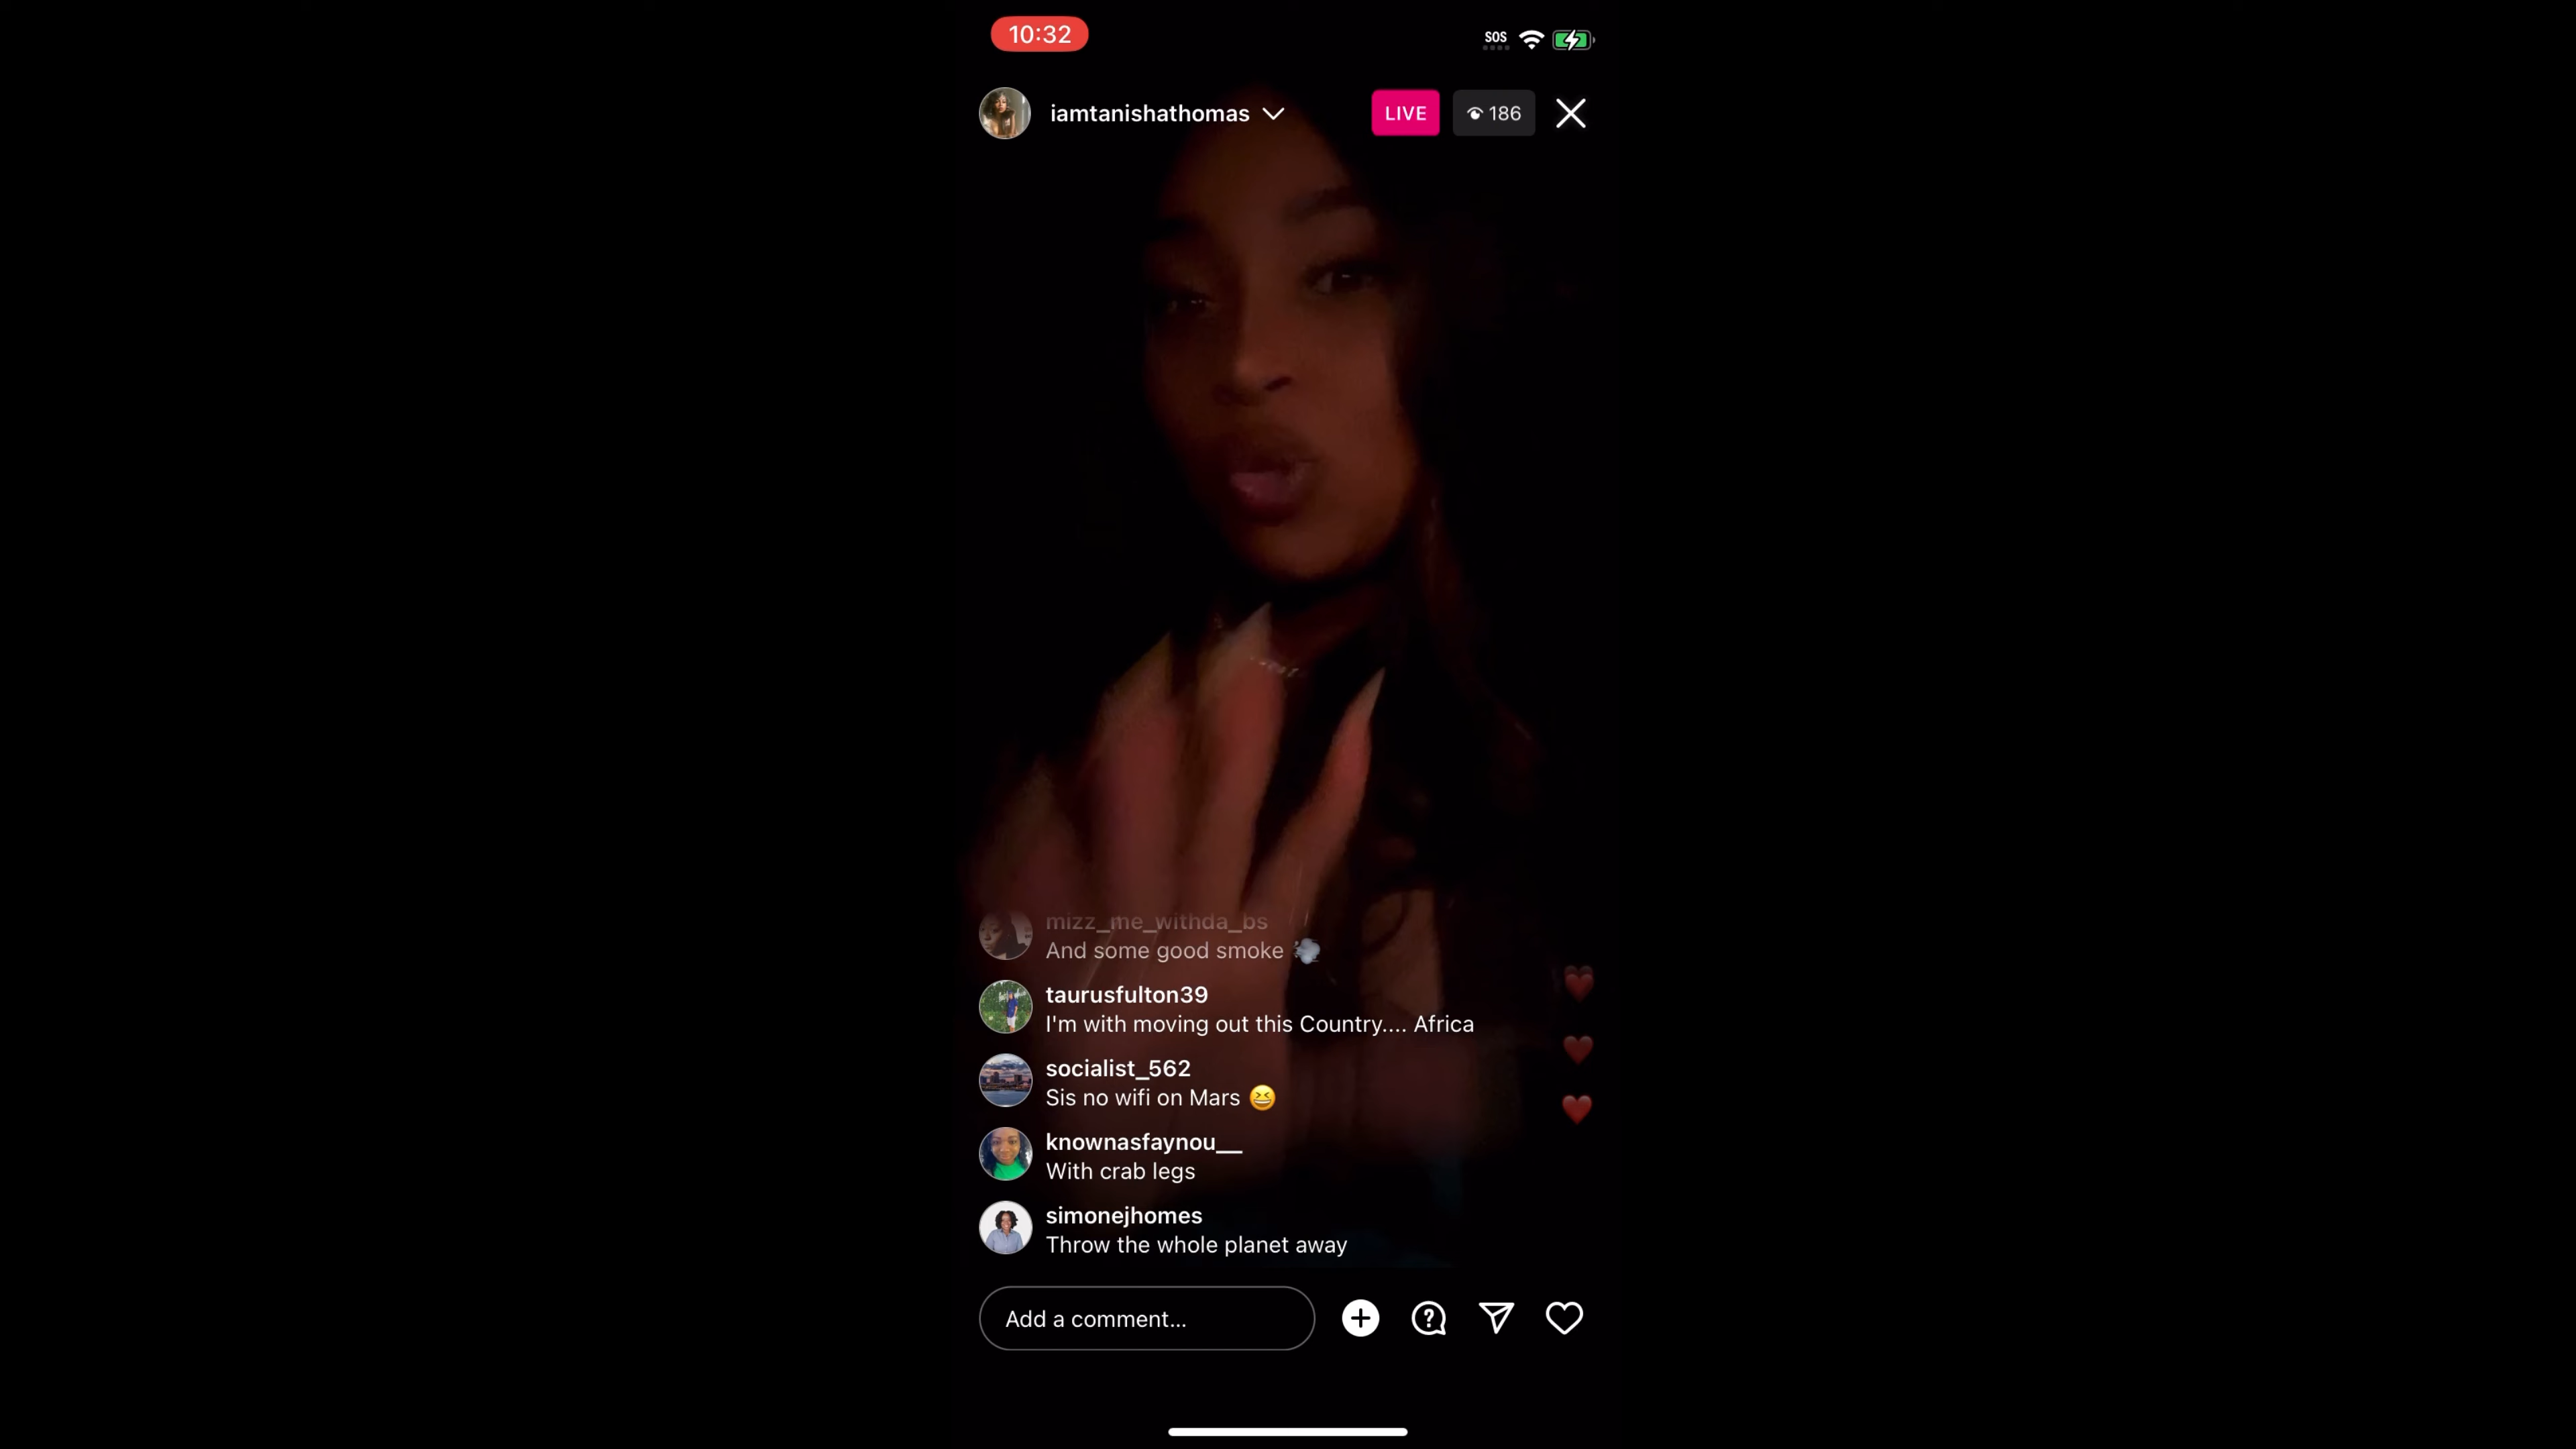 10:32
SOS
iamtanishathomas
LIVE
186
mizz_me_withda_bs
And some good smoke 💨
taurusfulton39
I'm with moving out this Country.... Africa
socialist_562
Sis no wifi on Mars 😆
knownasfaynou__
With crab legs
simonejhomes
Throw the whole planet away
Add a comment...